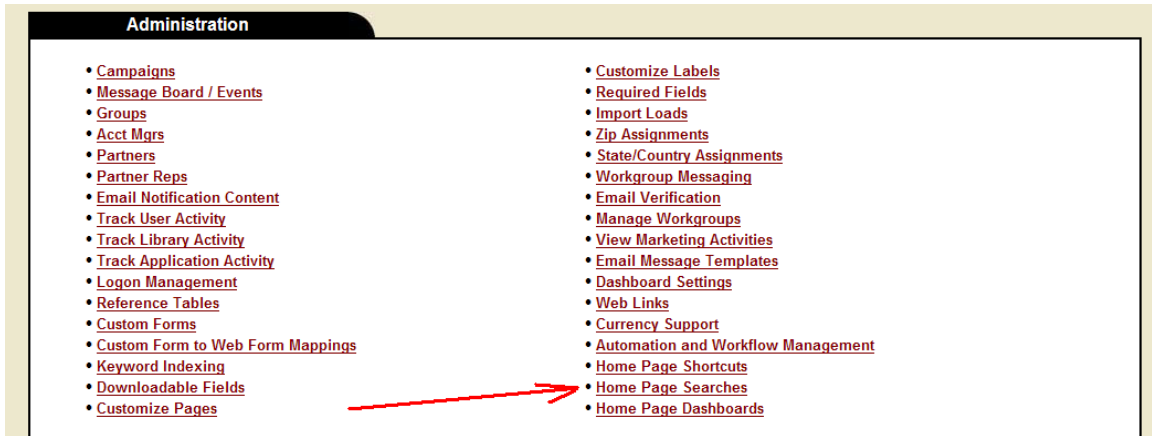 Administration
• Campaigns
• Message Board / Events
• Groups
• Acct Mgrs
• Partners
• Partner Reps
• Email Notification Content
• Track User Activity
• Track Library Activity
• Track Application Activity
• Logon Management
• Reference Tables
• Custom Forms
• Custom Form to Web Form Mappings
• Keyword Indexing
• Downloadable Fields
• Customize Pages
• Customize Labels
• Required Fields
• Import Loads
• Zip Assignments
• State/Country Assignments
• Workgroup Messaging
• Email Verification
• Manage Workgroups
• View Marketing Activities
• Email Message Templates
• Dashboard Settings
• Web Links
• Currency Support
• Automation and Workflow Management
• Home Page Shortcuts
• Home Page Searches
• Home Page Dashboards